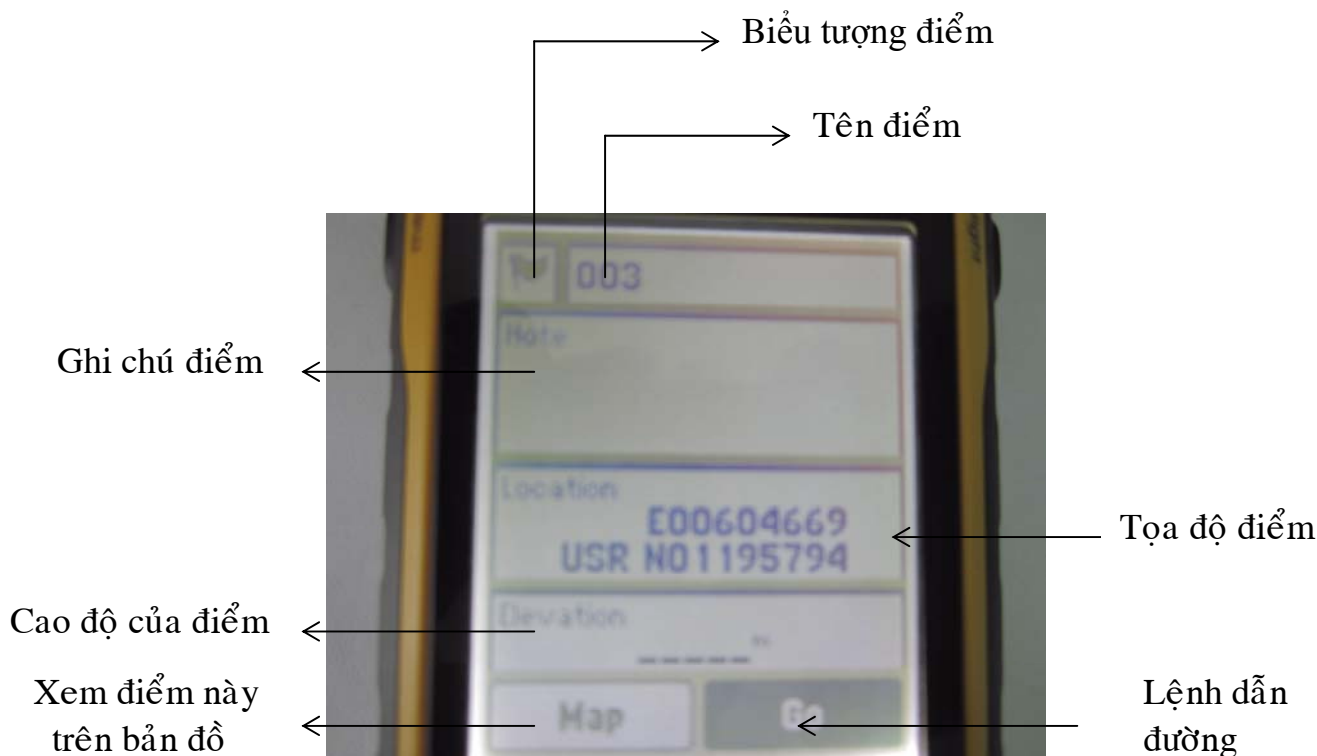 Biểu tượng điểm
Tên điểm
003
Note
Ghi chú điểm
Location
E00604669
USR N01195794
Tọa độ điểm
Elevation
Cao độ của điểm
Xem điểm này
trên bản đồ
Map
Go
Lệnh dẫn
đường